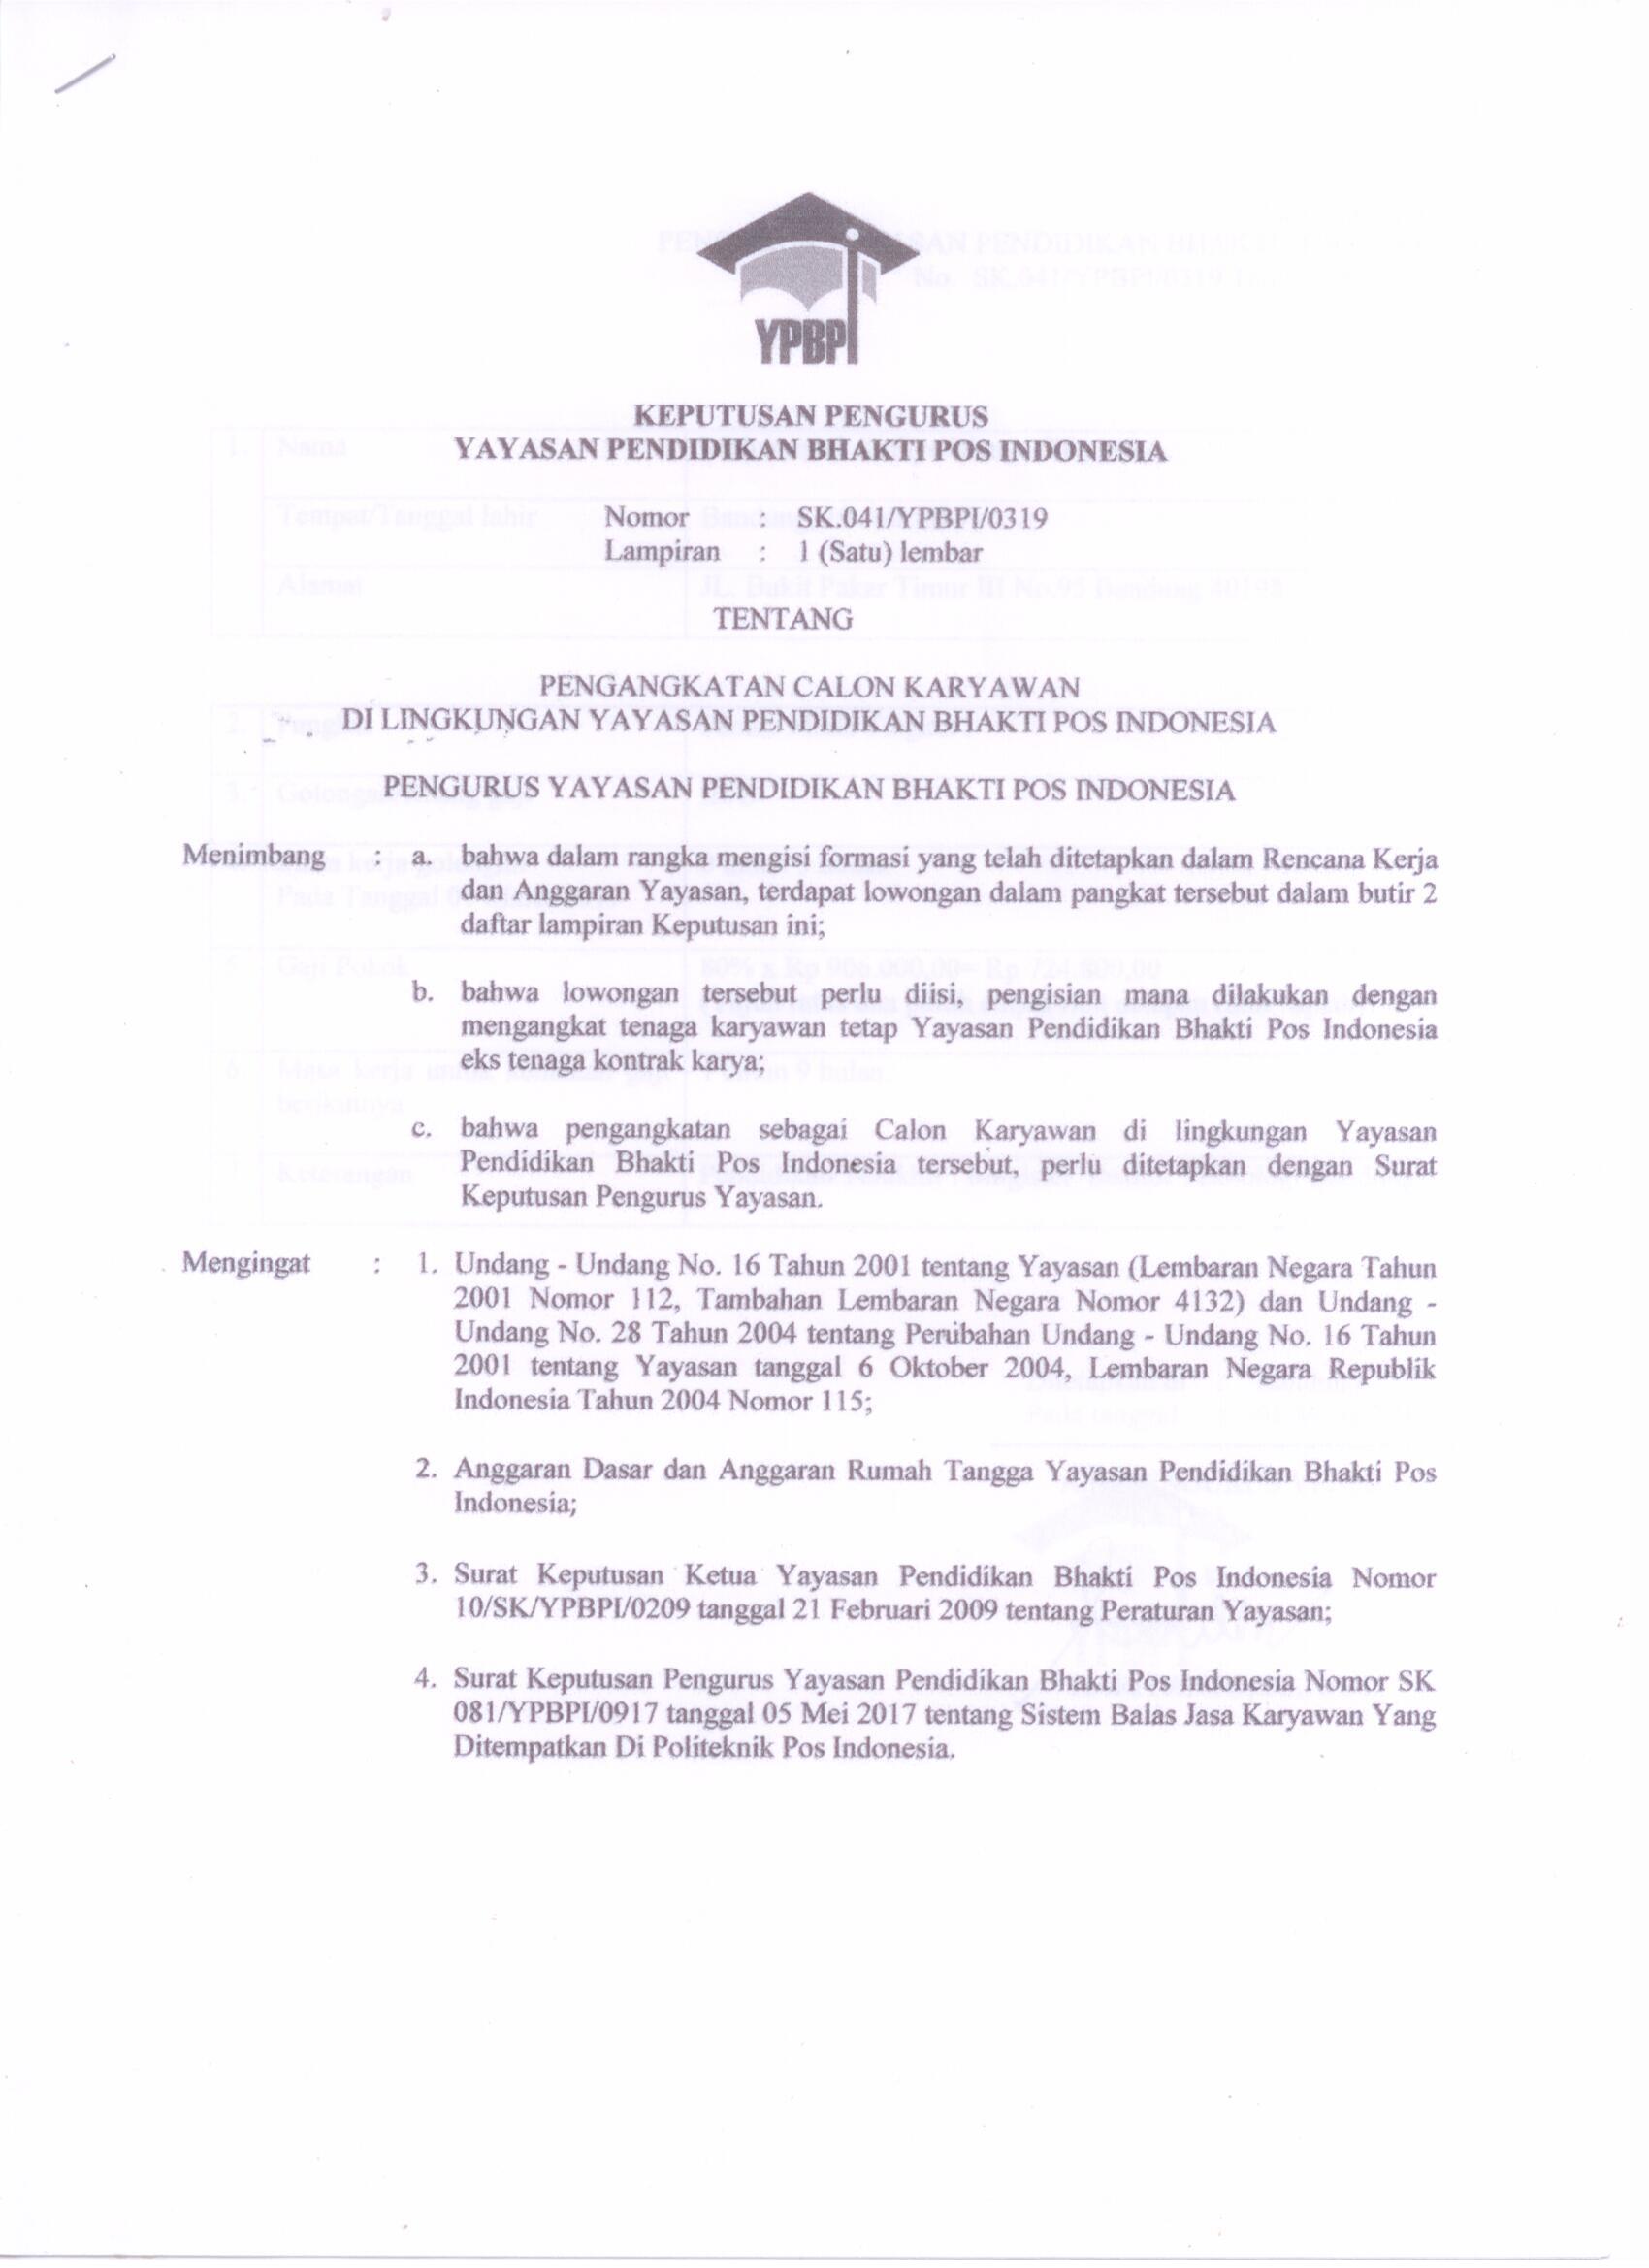 YPBPI
KEPUTUSAN PENGURUS
YAYASAN PENDIDIKAN BHAKTI POS INDONESIA
Nomor : SK.041/YPBPI/0319
Lampiran : 1 (Satu) lembar
TENTANG
PENGANGKATAN CALON KARYAWAN
DI LINGKUNGAN YAYASAN PENDIDIKAN BHAKTI POS INDONESIA
PENGURUS YAYASAN PENDIDIKAN BHAKTI POS INDONESIA
Menimbang : a. bahwa dalam rangka mengisi formasi yang telah ditetapkan dalam Rencana Kerja
dan Anggaran Yayasan, terdapat lowongan dalam pangkat tersebut dalam butir 2
daftar lampiran Keputusan ini;
b. bahwa lowongan tersebut perlu diisi, pengisian mana dilakukan dengan
mengangkat tenaga karyawan tetap Yayasan Pendidikan Bhakti Pos Indonesia
eks tenaga kontrak karya;
c. bahwa pengangkatan sebagai Calon Karyawan di lingkungan Yayasan
Pendidikan Bhakti Pos Indonesia tersebut, perlu ditetapkan dengan Surat
Keputusan Pengurus Yayasan.
Mengingat : 1. Undang - Undang No. 16 Tahun 2001 tentang Yayasan (Lembaran Negara Tahun
2001 Nomor 112, Tambahan Lembaran Negara Nomor 4132) dan Undang -
Undang No. 28 Tahun 2004 tentang Perubahan Undang - Undang No. 16 Tahun
2001 tentang Yayasan tanggal 6 Oktober 2004, Lembaran Negara Republik
Indonesia Tahun 2004 Nomor 115;
2. Anggaran Dasar dan Anggaran Rumah Tangga Yayasan Pendidikan Bhakti Pos
Indonesia;
3. Surat Keputusan Ketua Yayasan Pendidikan Bhakti Pos Indonesia Nomor
10/SK/YPBPI/0209 tanggal 21 Februari 2009 tentang Peraturan Yayasan;
4. Surat Keputusan Pengurus Yayasan Pendidikan Bhakti Pos Indonesia Nomor SK
081/YPBPI/0917 tanggal 05 Mei 2017 tentang Sistem Balas Jasa Karyawan Yang
Ditempatkan Di Politeknik Pos Indonesia.